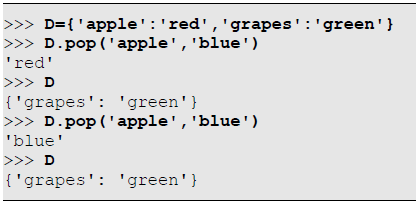 >>> D={'apple':'red','grapes':'green'}
>>> D.pop('apple','blue')
'red'
>>> D
{'grapes': 'green'}
>>> D.pop('apple','blue')
'blue'
>>> D
{'grapes': 'green'}